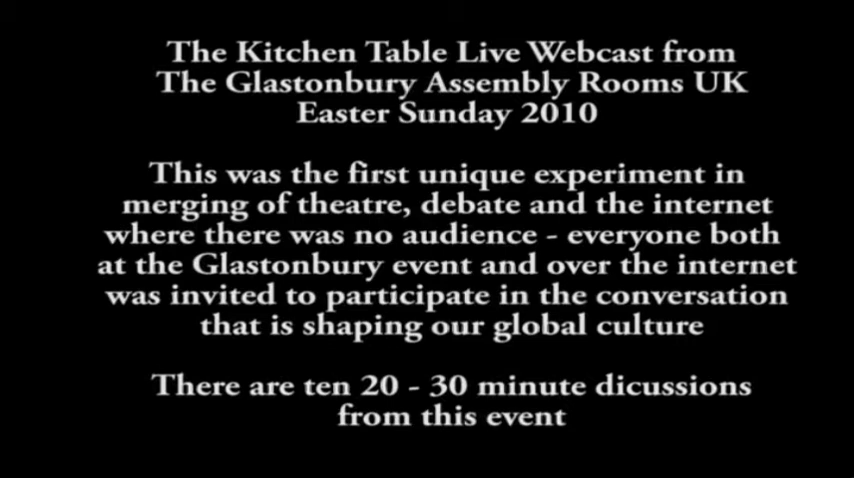 The Kitchen Table Live Webcast from
The Glastonbury Assembly Rooms UK
Easter Sunday 2010
This was the first unique experiment in
merging of theatre, debate and the internet
where there was no audience - everyone both
at the Glastonbury event and over the internet
was invited to participate in the conversation
that is shaping our global culture
There are ten 20 - 30 minute dicussions
from this event